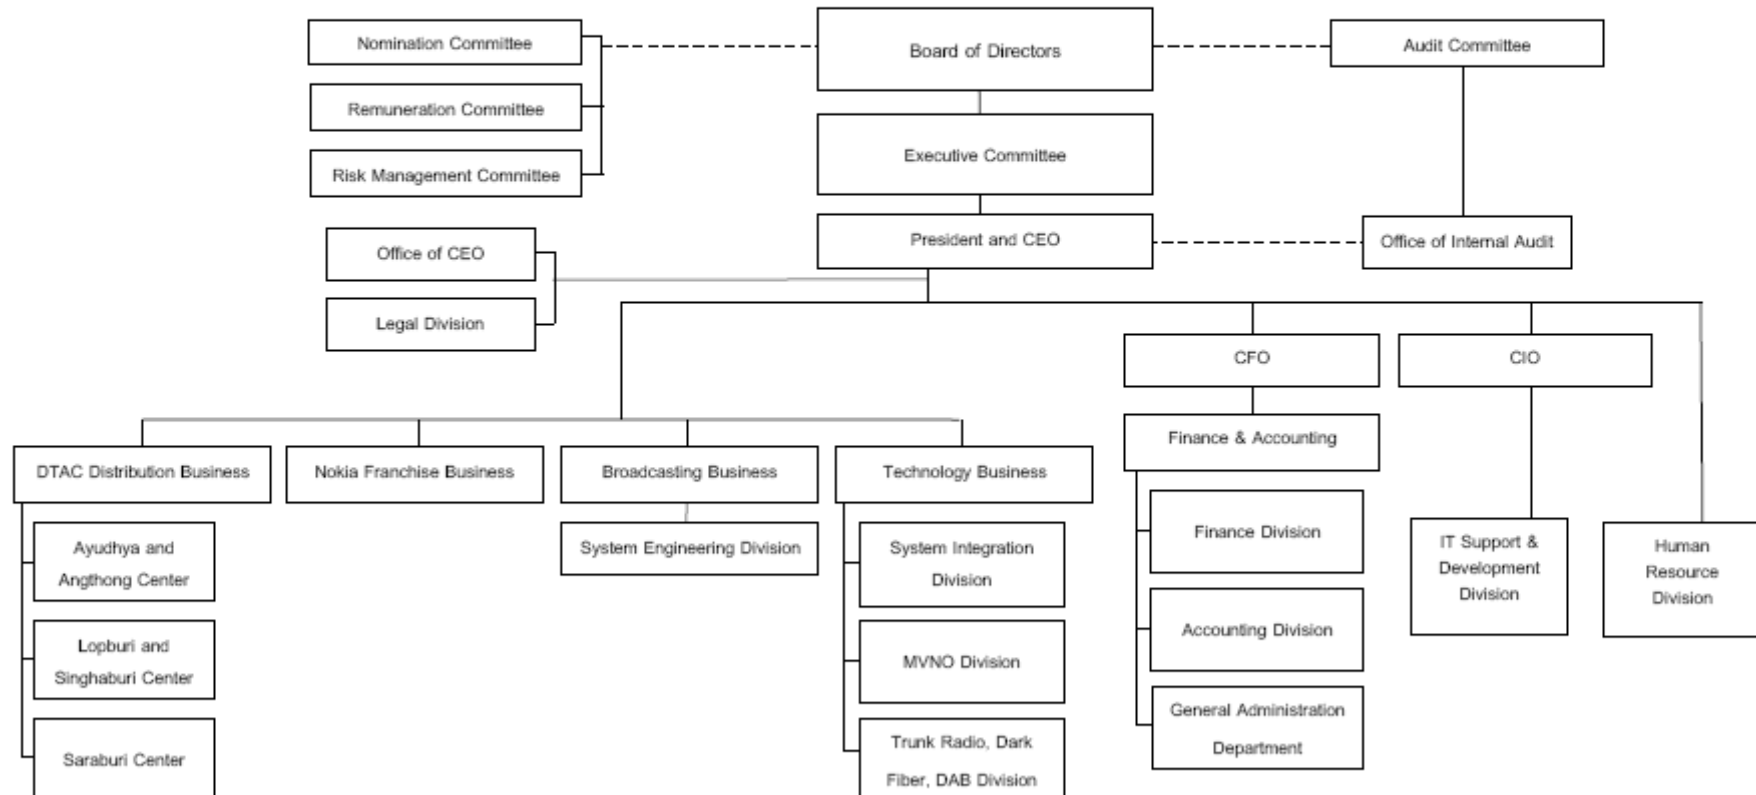 Nomination Committee
Board of Directors
Audit Committee
Remuneration Committee
Executive Committee
Risk Management Committee
President and CEO
Office of Internal Audit
Office of CEO
Legal Division
CFO
CIO
Finance & Accounting
DTAC Distribution Business
Nokia Franchise Business
Broadcasting Business
Technology Business
Ayudhya and
Angthong Center
System Engineering Division
System Integration
Division
Finance Division
IT Support &
Development
Division
Human
Resource
Division
Lopburi and
Singhaburi Center
MVNO Division
Accounting Division
Saraburi Center
Trunk Radio, Dark
Fiber, DAB Division
General Administration
Department